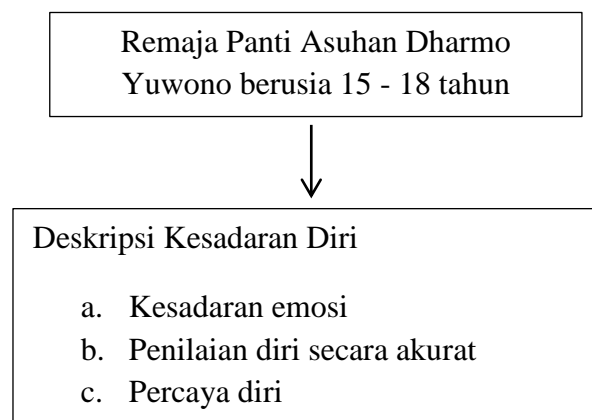 Remaja Panti Asuhan Dharmo
Yuwono berusia 15 - 18 tahun
Deskripsi Kesadaran Diri
a. Kesadaran emosi
b. Penilaian diri secara akurat
c. Percaya diri